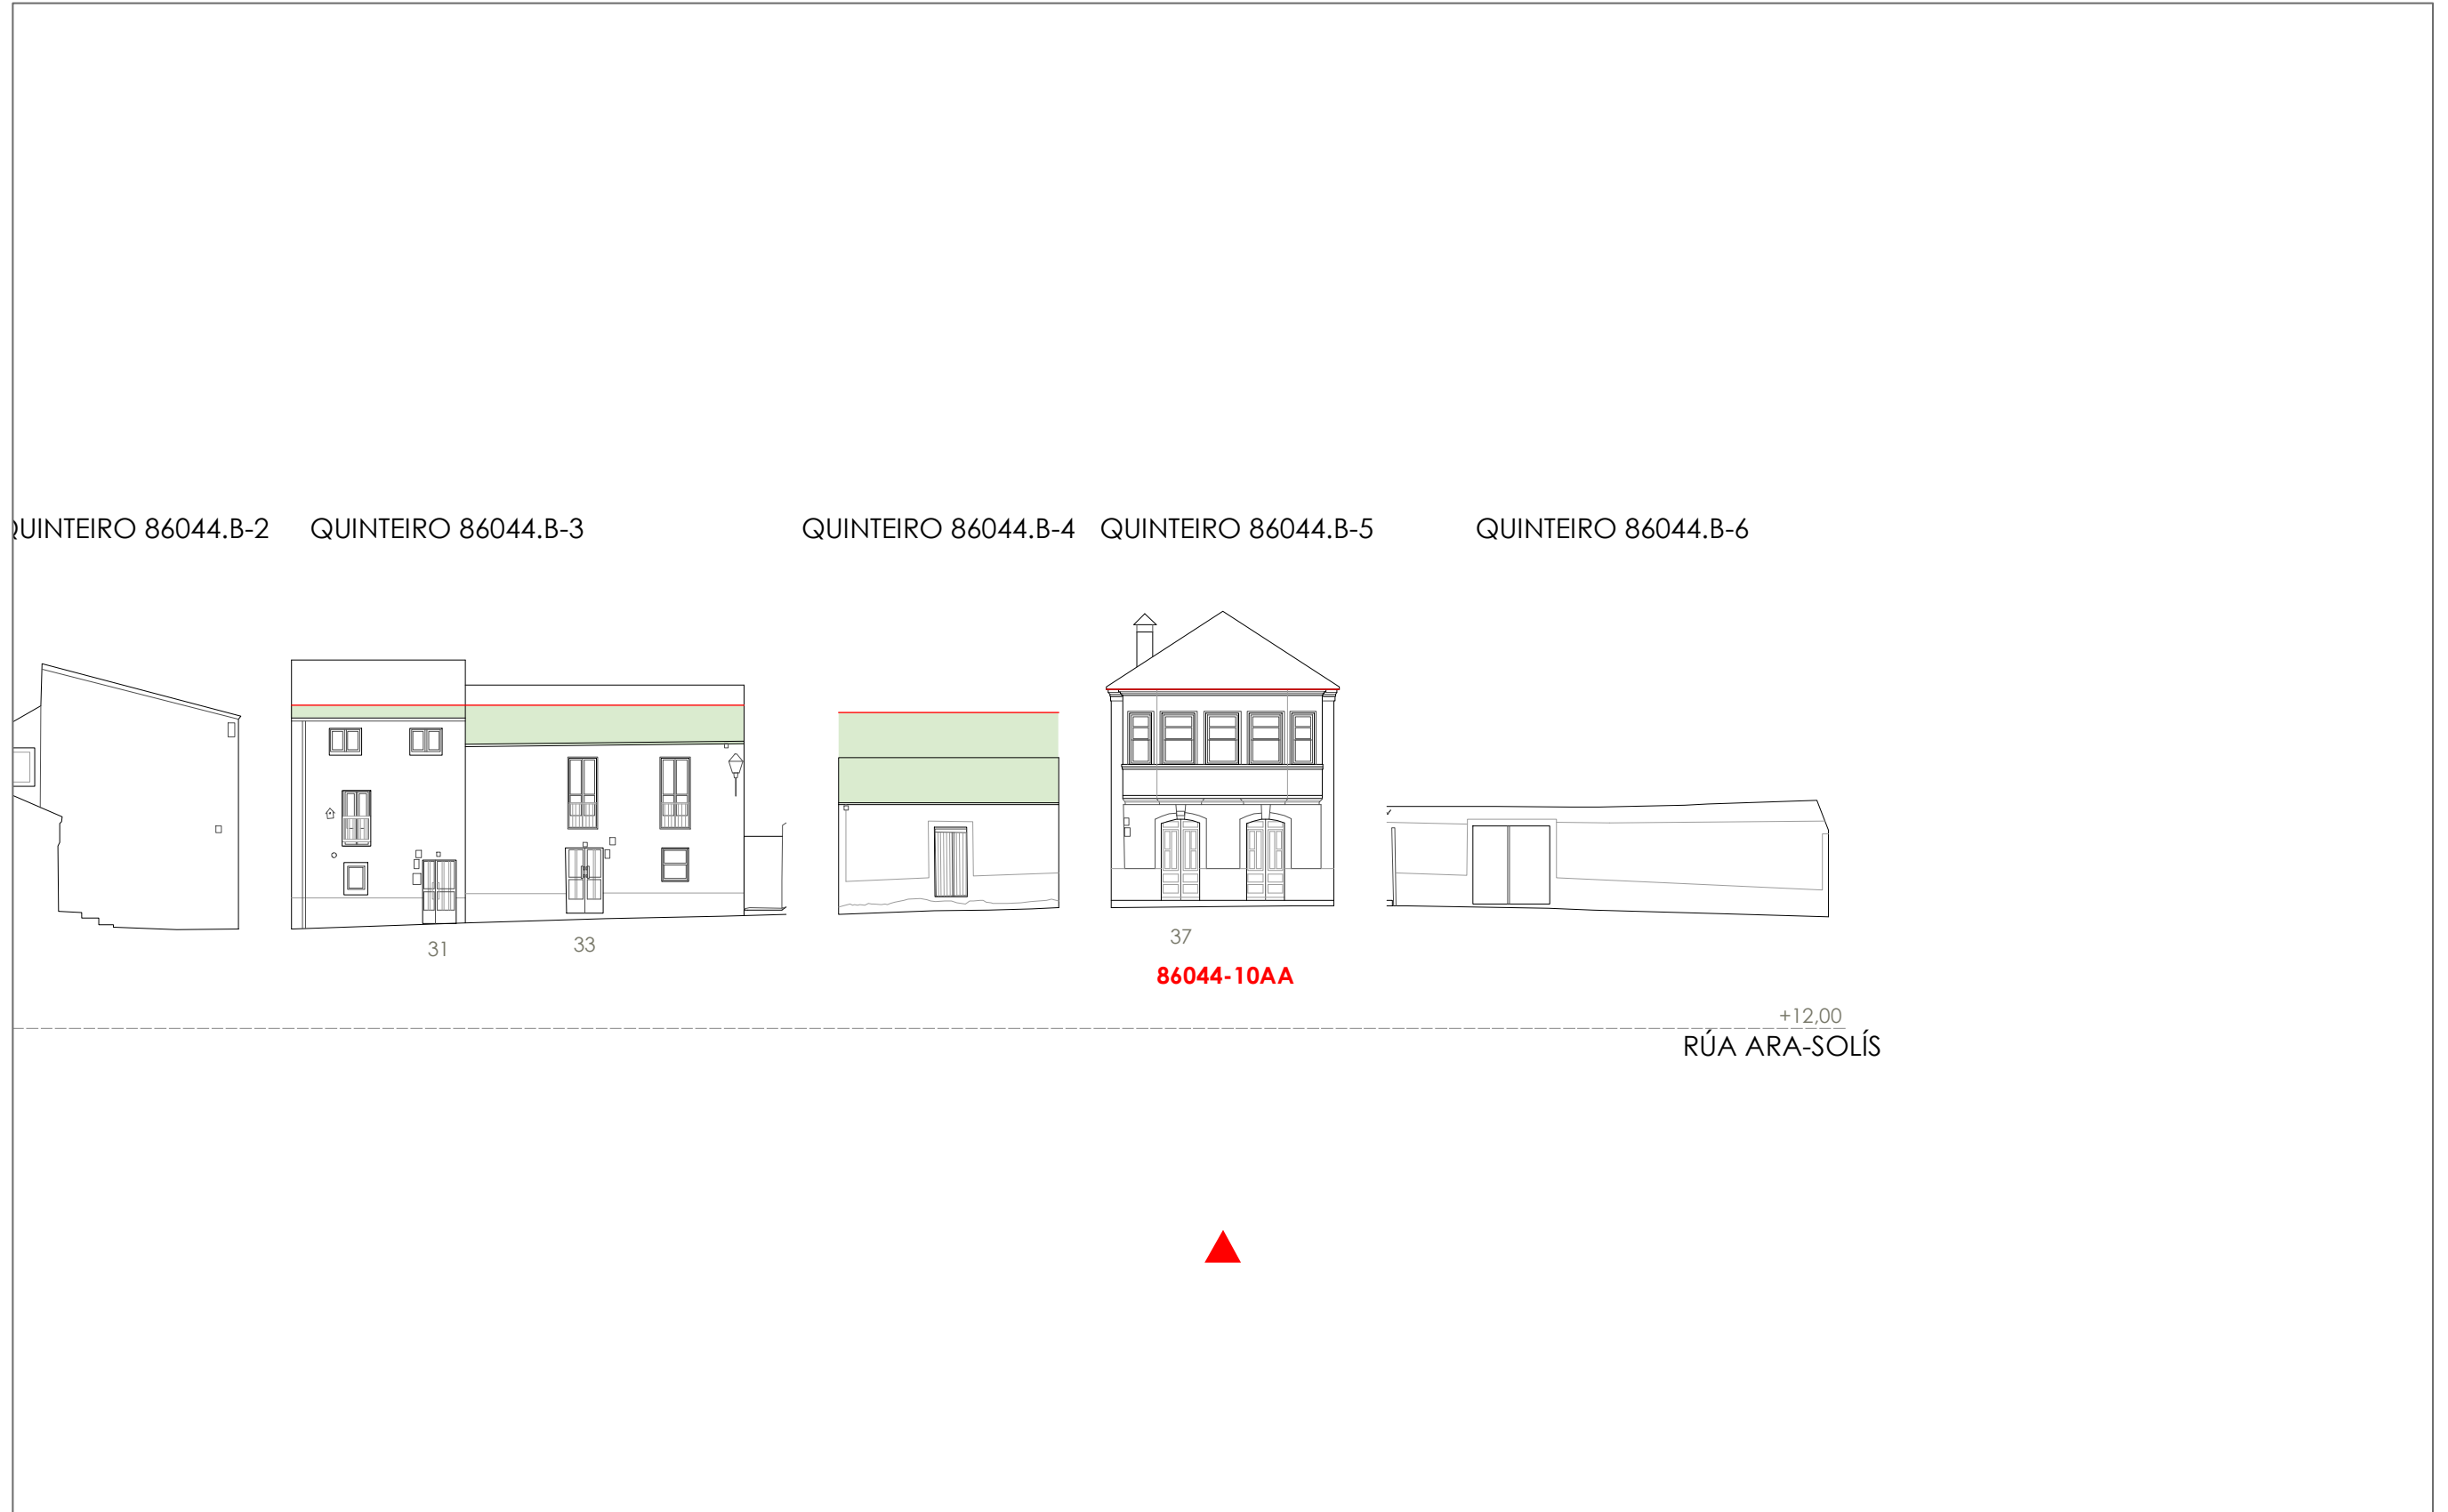 QUINTEIRO 86044.B-2 QUINTEIRO 86044.B-3 QUINTEIRO 86044.B-4 QUINTEIRO 86044.B-5 QUINTEIRO 86044.B-6
31 33 37
86044-10AA
+12,00
RÚA ARA-SOLÍS